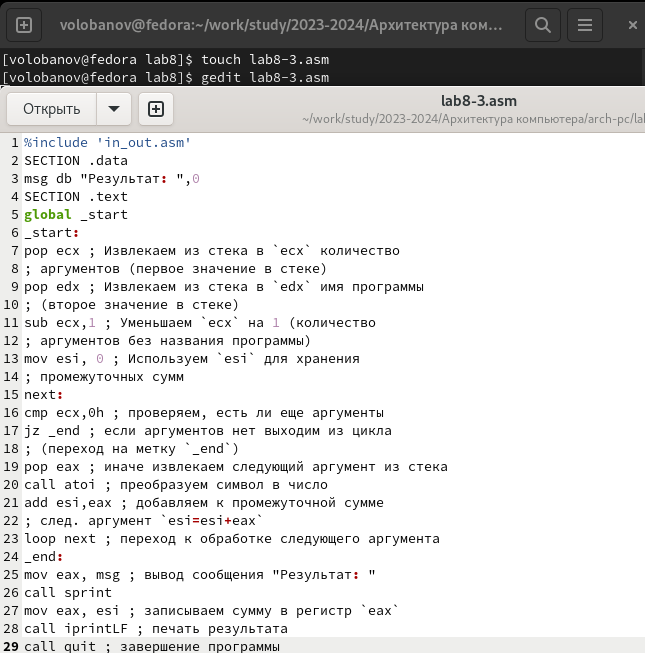 volobanov@fedora:~/work/study/2023-2024/Архитектура ком...
[volobanov@fedora lab8]$ touch lab8-3.asm
[volobanov@fedora lab8]$ gedit lab8-3.asm
Открыть
lab8-3.asm
~/work/study/2023-2024/Архитектура компьютера/arch-pc/lal
1 %include 'in_out.asm'
2 SECTION .data
3 msg db "Результат: ",0
4 SECTION .text
5 global _start
6 _start:
7 pop ecx ; Извлекаем из стека в `ecx` количество
8 ; аргументов (первое значение в стеке)
9 pop edx ; Извлекаем из стека в `edx` имя программы
10 ; (второе значение в стеке)
11 sub ecx,1 ; Уменьшаем `ecx` на 1 (количество
12 ; аргументов без названия программы)
13 mov esi, 0 ; Используем `esi` для хранения
14 ; промежуточных сумм
15 next:
16 cmp ecx,0h ; проверяем, есть ли еще аргументы
17 jz _end ; если аргументов нет выходим из цикла
18 ; (переход на метку `_end`)
19 pop eax ; иначе извлекаем следующий аргумент из стека
20 call atoi ; преобразуем символ в число
21 add esi,eax ; добавляем к промежуточной сумме
22 ; след. аргумент `esi=esi+eax`
23 loop next ; переход к обработке следующего аргумента
24 _end:
25 mov eax, msg ; вывод сообщения "Результат: "
26 call sprint
27 mov eax, esi ; записываем сумму в регистр `eax`
28 call iprintLF ; печать результата
29 call quit ; завершение программы